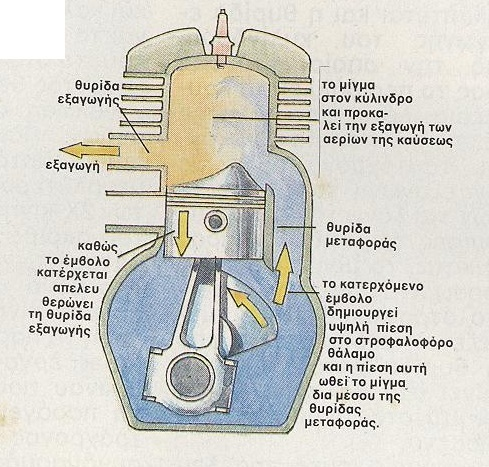 θυρίδα
εξαγωγής
εξαγωγή
το μίγμα
στον κύλινδρο
και προκα-
λεί την εξαγωγή των
αερίων της καύσεως
καθώς
το έμβολο
κατέρχεται
απελευ
θερώνει
τη θυρίδα
εξαγωγής
θυρίδα
μεταφοράς
το κατερχόμενο
έμβολο
δημιουργεί
υψηλή πίεση
στο στροφαλοφόρο
θάλαμο
και η πίεση αυτή
ωθεί το μίγμα
δια μέσου της
θυρίδας
μεταφοράς.